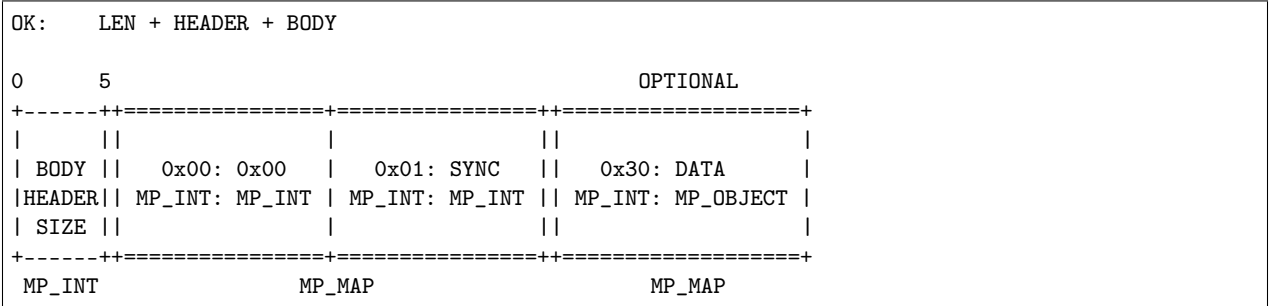 OK:    LEN + HEADER + BODY

0      5                                          OPTIONAL
+------++================+================++===================+
|      ||                |                ||                   |
| BODY ||   0x00: 0x00   |   0x01: SYNC   ||   0x30: DATA      |
|HEADER|| MP_INT: MP_INT | MP_INT: MP_INT || MP_INT: MP_OBJECT |
| SIZE ||                |                ||                   |
+------++================+================++===================+
 MP_INT                MP_MAP                      MP_MAP